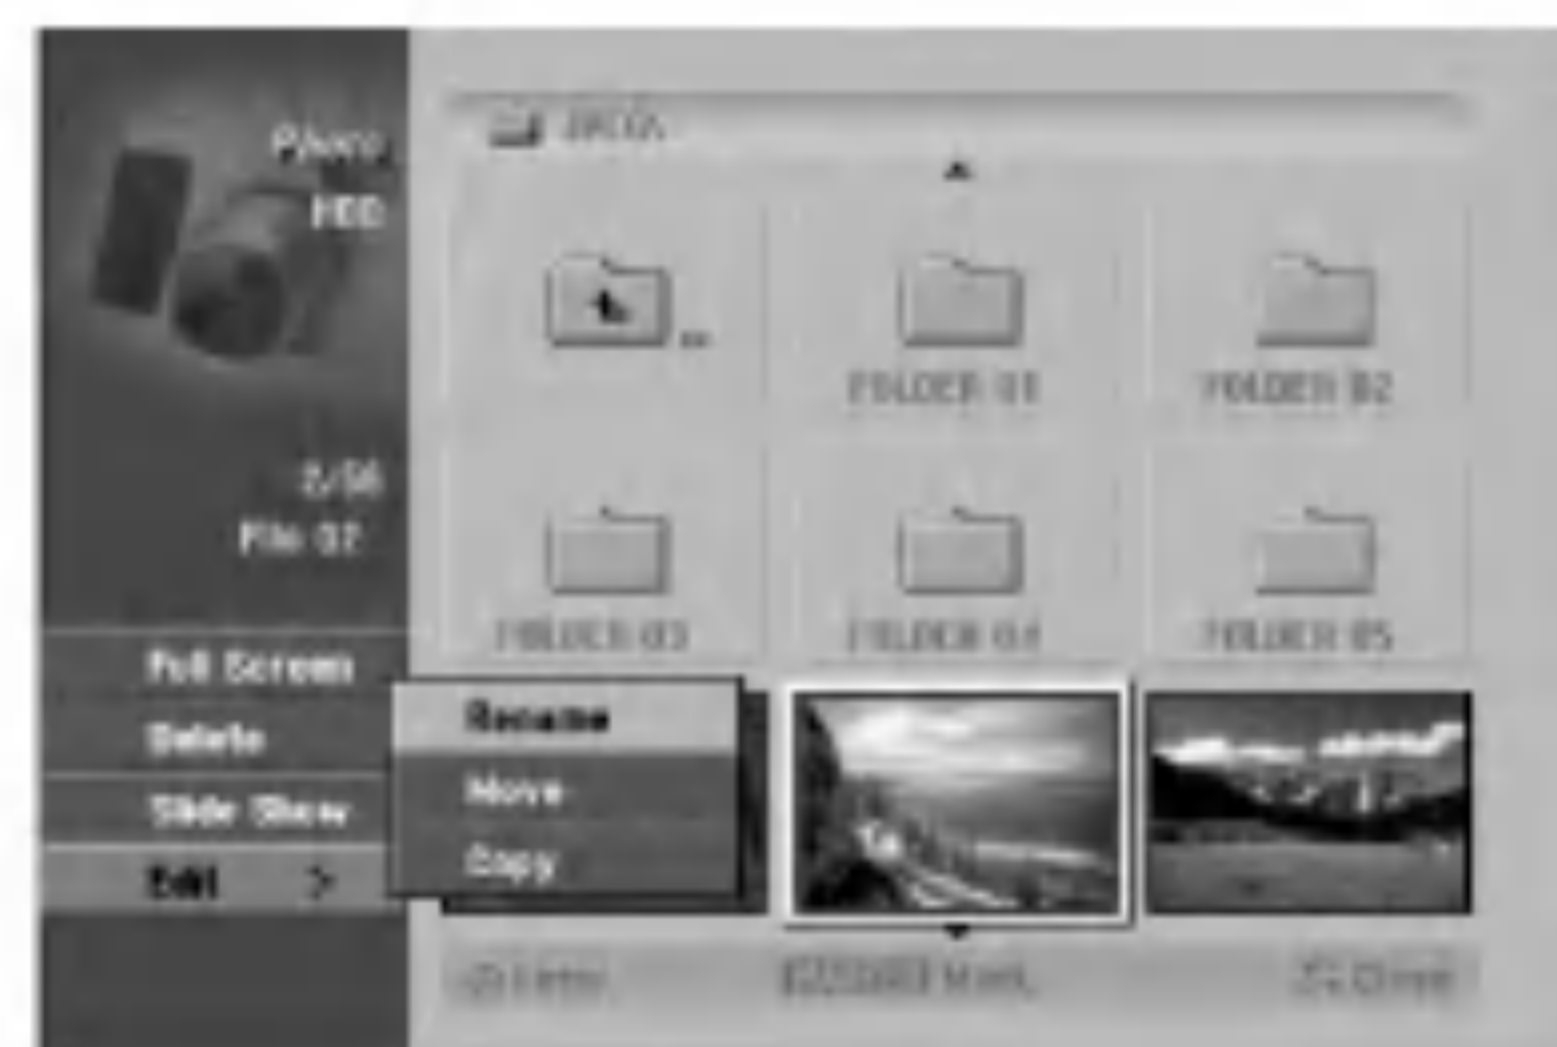 Photo
HDD
FOLDER 01
FOLDER 02
File 02
FOLDER 03
FOLDER 04
FOLDER 05
Full Screen
Delete
Slide Show
Edit >
Rename
Move
Copy